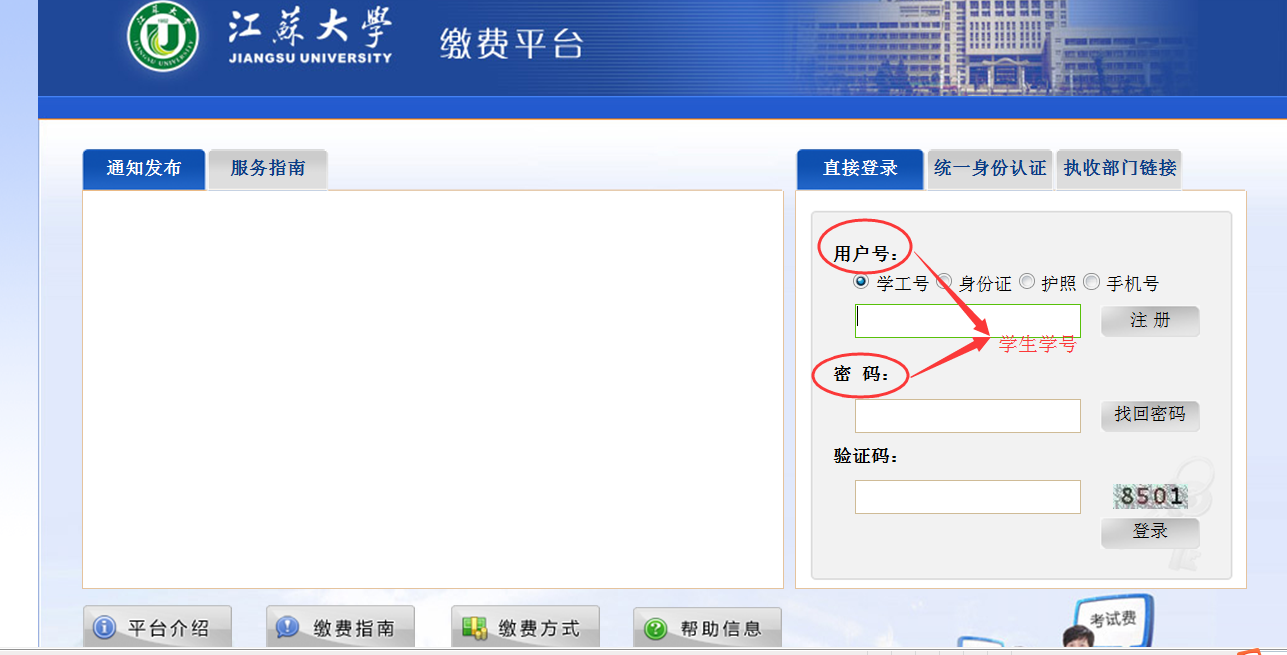 江蘇大學
JIANGSU UNIVERSITY
缴费平台
通知发布 服务指南
直接登录 统一身份认证 执收部门链接
用户号：
学工号 身份证 护照 手机号
注 册
学生学号
密 码：
找回密码
验证码：
8501
登录
平台介绍 缴费指南 缴费方式 帮助信息
考试费